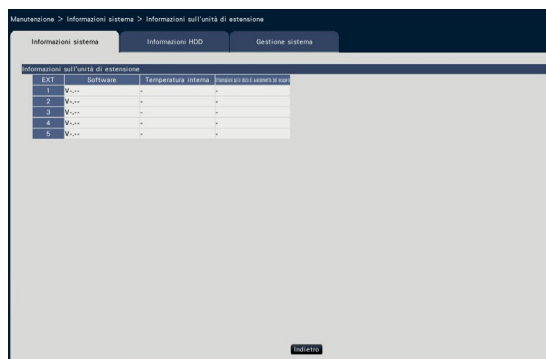 Manutenzione > Informazioni sistema > Informazioni sull'unità di estensione
Informazioni sistema Informazioni HDD Gestione sistema
Informazioni sull'unità di estensione
EXT Software Temperatura interna
1 V-.-- - -
2 V-.-- - -
3 V-.-- - -
4 V-.-- - -
5 V-.-- - -
Indietro